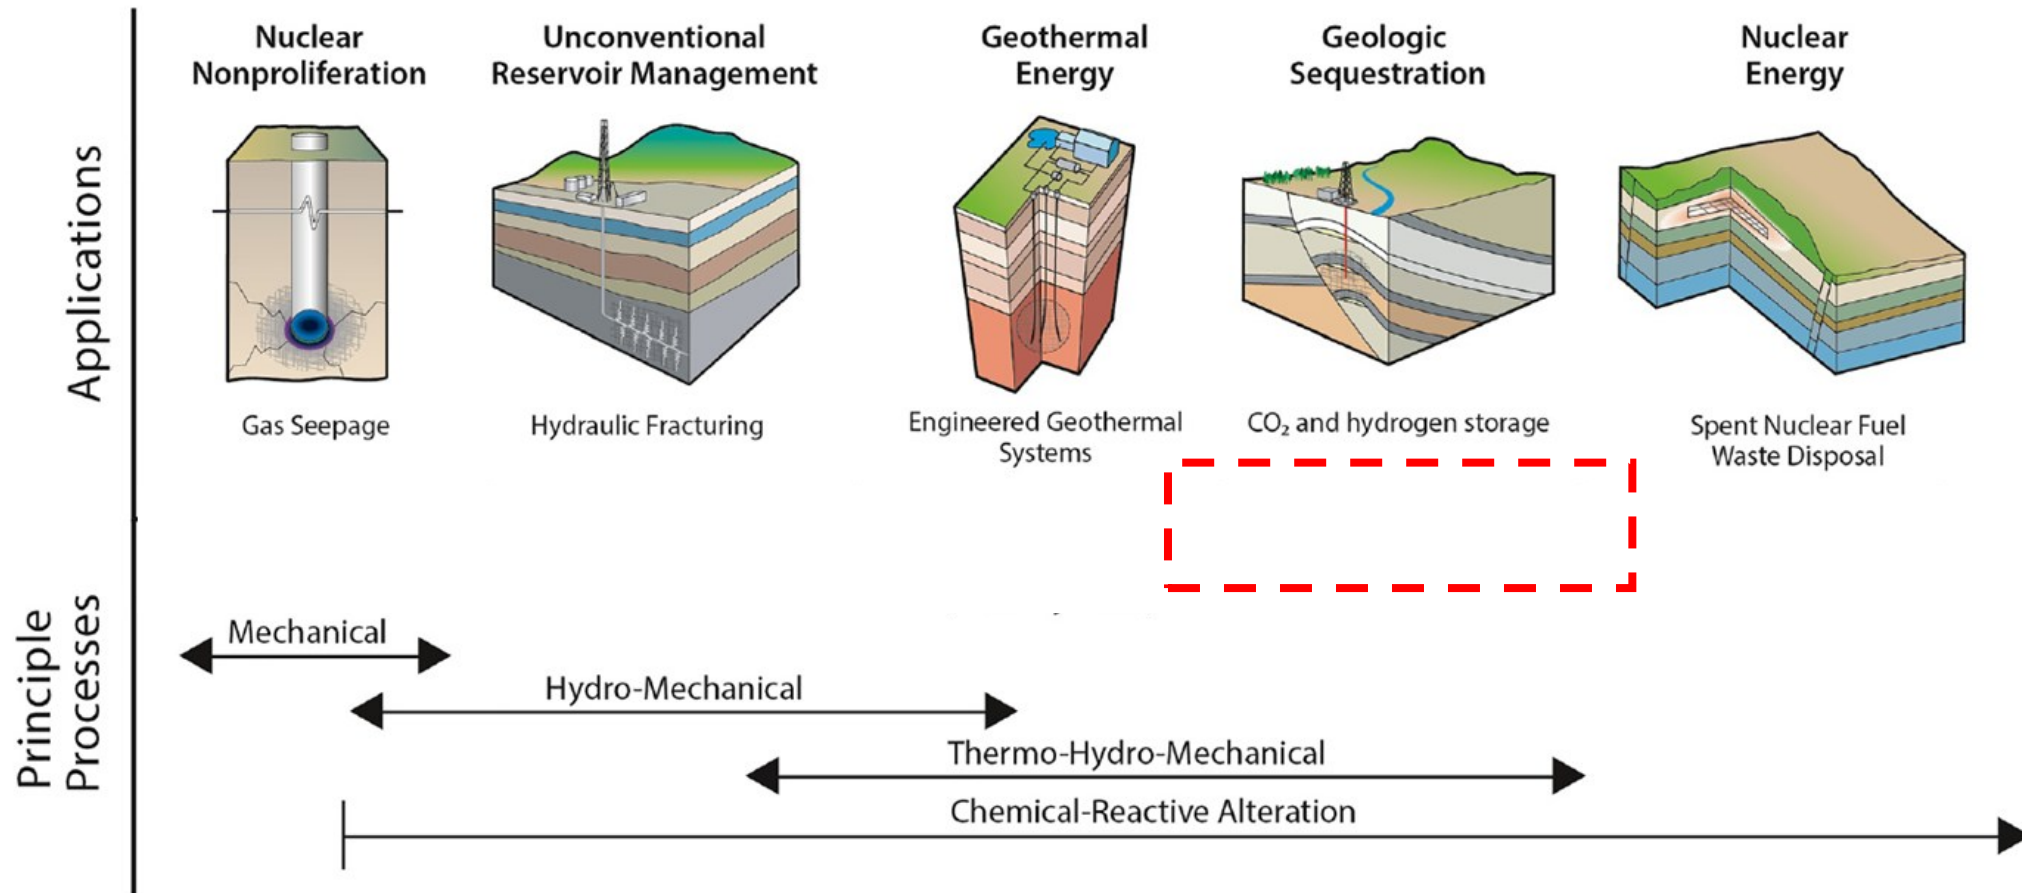 Applications
Nuclear
Nonproliferation
Unconventional
Reservoir Management
Geothermal
Energy
Geologic
Sequestration
Nuclear
Energy
Gas Seepage
Hydraulic Fracturing
Engineered Geothermal
Systems
CO₂ and hydrogen storage
Spent Nuclear Fuel
Waste Disposal
Principle
Processes
Mechanical
Hydro-Mechanical
Thermo-Hydro-Mechanical
Chemical-Reactive Alteration